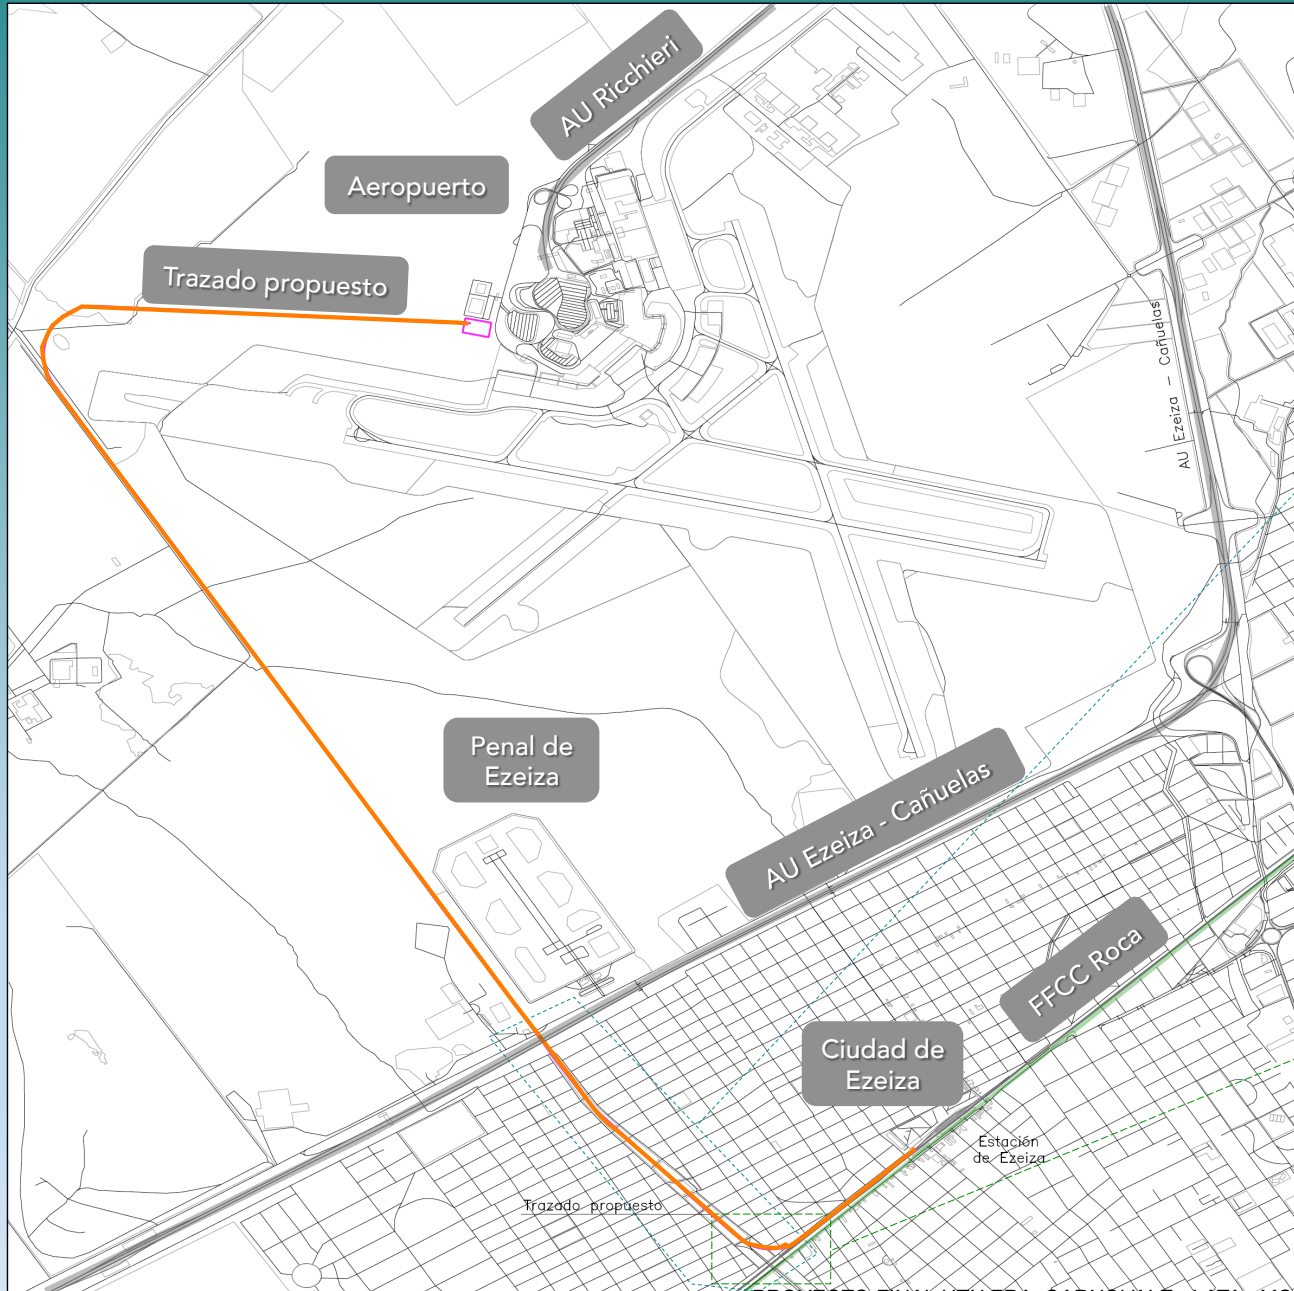 AU Ricchieri
Aeropuerto
Trazado propuesto
AU Ezeiza – Cañuelas
Penal de
Ezeiza
AU Ezeiza - Cañuelas
FFCC Roca
Ciudad de
Ezeiza
Estación
de Ezeiza
Trazado propuesto